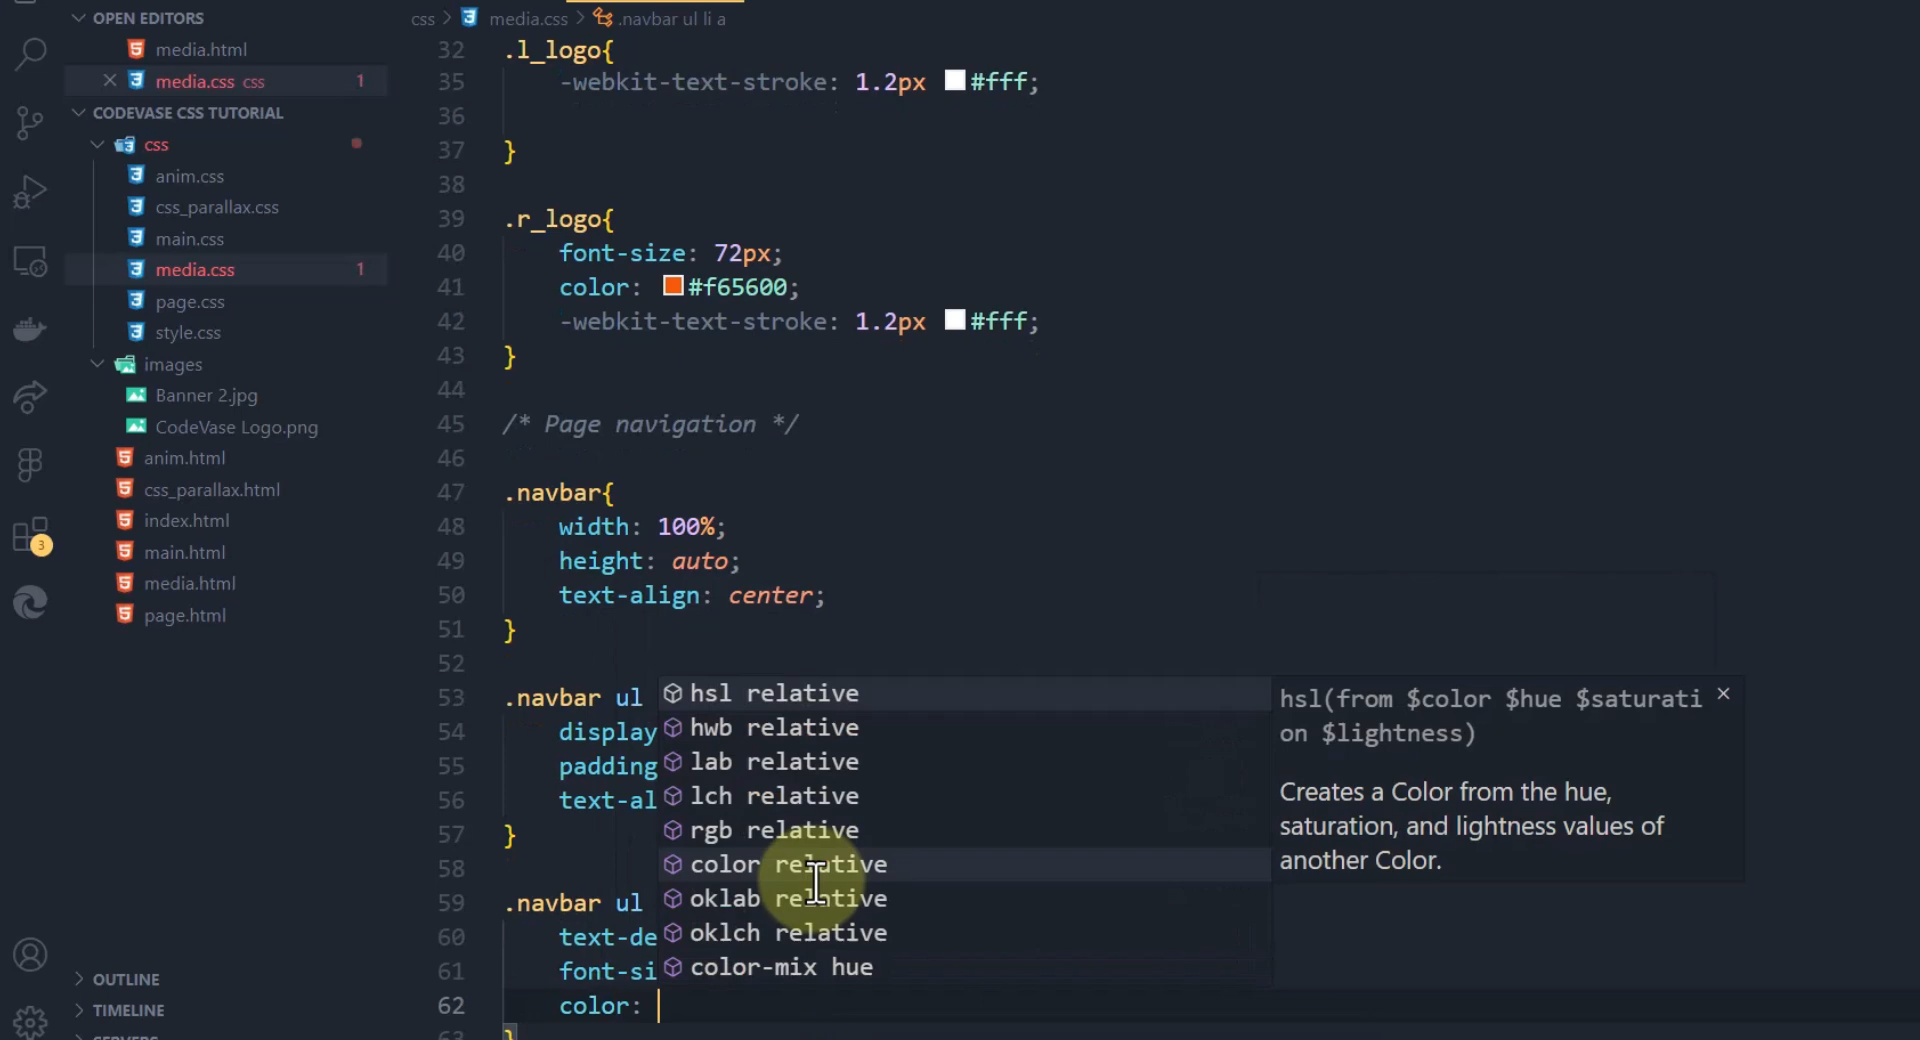 OPEN EDITORS
media.html
media.css css 1
CODEVASE CSS TUTORIAL
css
anim.css
css_parallax.css
main.css
media.css 1
page.css
style.css
images
Banner 2.jpg
CodeVase Logo.png
anim.html
css_parallax.html
index.html
main.html
media.html
page.html
OUTLINE
TIMELINE
3
css > media.css > .navbar ul li a
32 .l_logo{
35 -webkit-text-stroke: 1.2px #fff;
36
37 }
38
39 .r_logo{
40 font-size: 72px;
41 color: #f65600;
42 -webkit-text-stroke: 1.2px #fff;
43 }
44
45 /* Page navigation */
46
47 .navbar{
48 width: 100%;
49 height: auto;
50 text-align: center;
51 }
52
53 .navbar ul
54 display
55 padding
56 text-al
57 }
58
59 .navbar ul
60 text-de
61 font-si
62 color:
63 }
hsl relative
hwb relative
lab relative
lch relative
rgb relative
color relative
oklab relative
oklch relative
color-mix hue
hsl(from $color $hue $saturati
on $lightness)
Creates a Color from the hue,
saturation, and lightness values of
another Color.